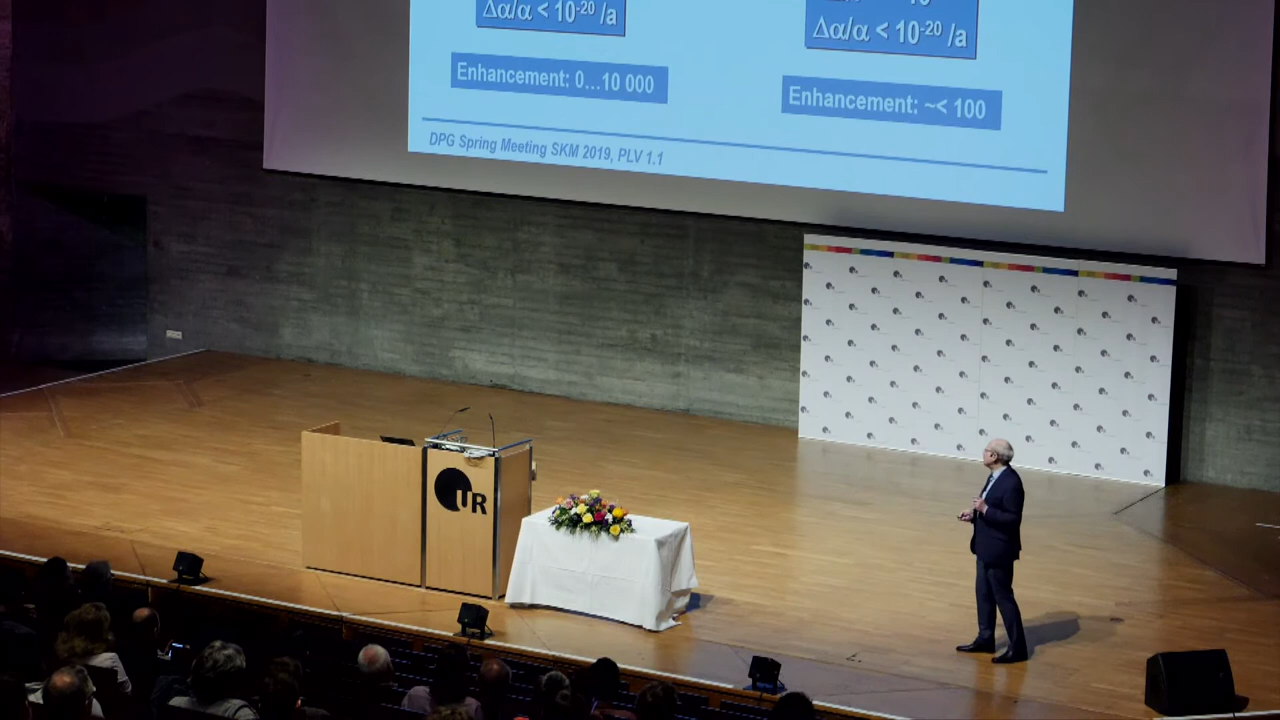 Δα/α < 10⁻²⁰ /a
Δα/α < 10⁻²⁰ /a
Enhancement: 0...10 000
Enhancement: ~< 100
DPG Spring Meeting SKM 2019, PLV 1.1
UR